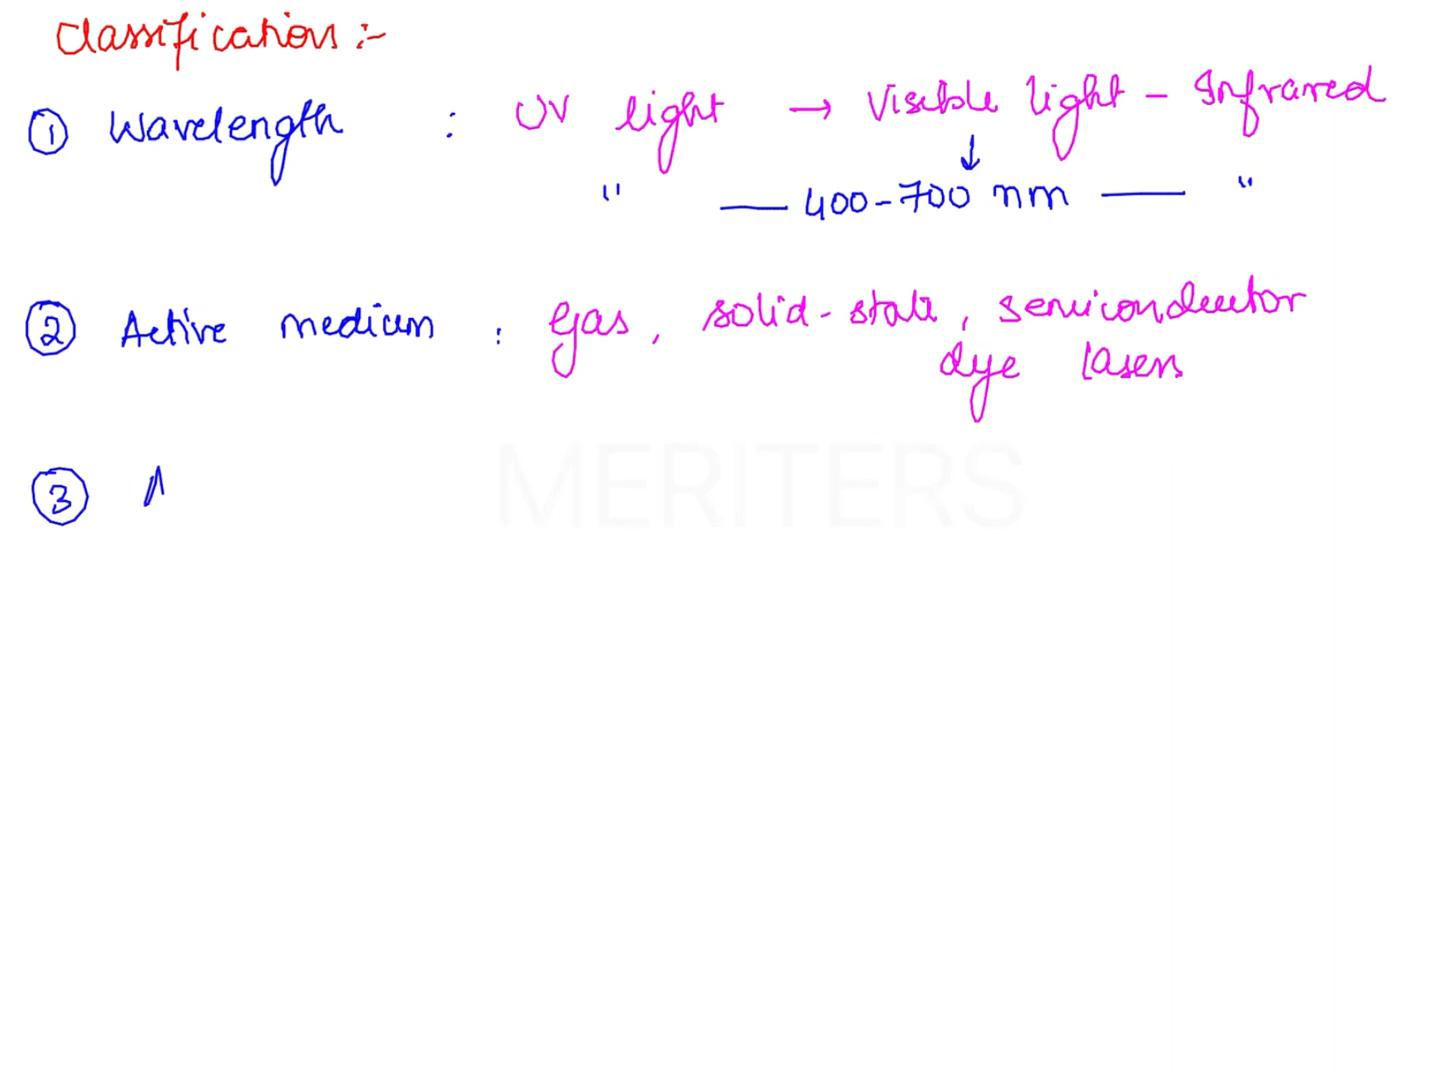 Classification :-
① Wavelength : UV light → Visible light - Infrared
↓
" — 400-700 nm — "
② Active medium : gas, solid-state, semiconductor
dye lasers
MERITERS
③ A